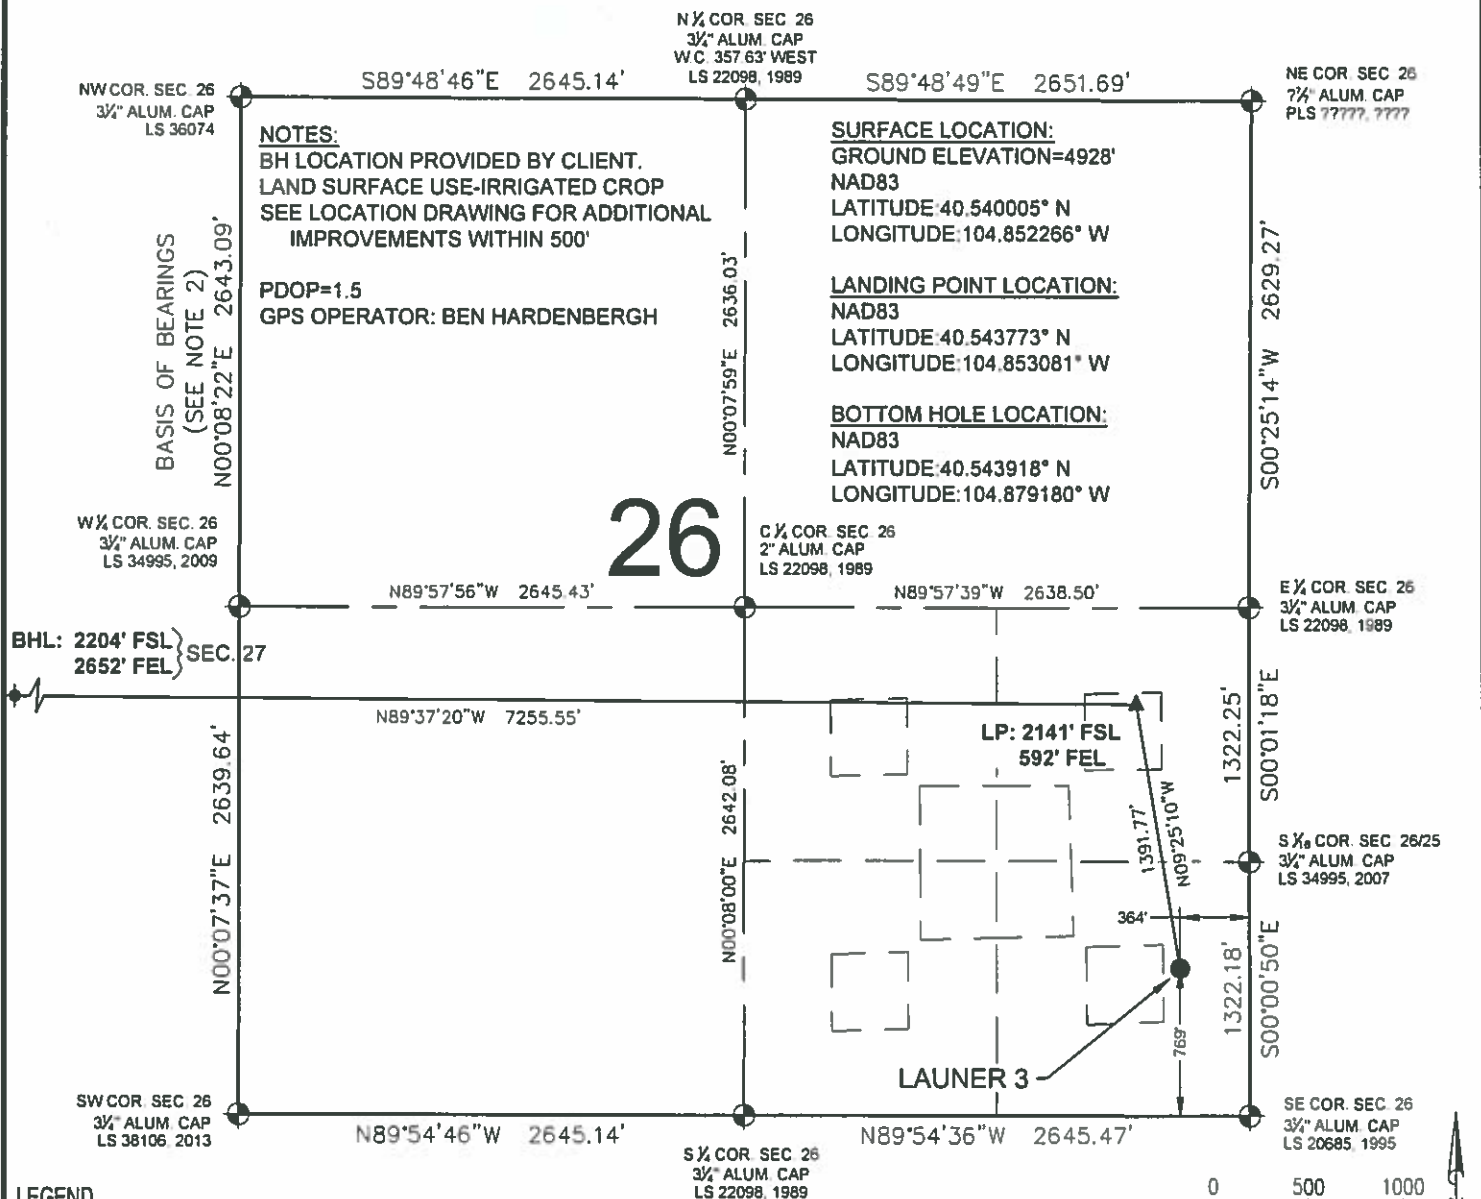 N ¼ COR. SEC 26
3¼" ALUM. CAP
W.C. 357.63' WEST
LS 22098, 1989
S89°48'46"E 2645.14'
S89°48'49"E 2651.69'
NW COR. SEC. 26
3¼" ALUM. CAP
LS 36074
NE COR. SEC 26
?½" ALUM. CAP
PLS ?????, ????
NOTES:
BH LOCATION PROVIDED BY CLIENT.
LAND SURFACE USE-IRRIGATED CROP
SEE LOCATION DRAWING FOR ADDITIONAL
IMPROVEMENTS WITHIN 500'
PDOP=1.5
GPS OPERATOR: BEN HARDENBERGH
SURFACE LOCATION:
GROUND ELEVATION=4928'
NAD83
LATITUDE:40.540005° N
LONGITUDE:104.852266° W
LANDING POINT LOCATION:
NAD83
LATITUDE:40.543773° N
LONGITUDE:104.853081° W
BOTTOM HOLE LOCATION:
NAD83
LATITUDE:40.543918° N
LONGITUDE:104.879180° W
BASIS OF BEARINGS
(SEE NOTE 2)
N00°08'22"E 2643.09'
N00°07'59"E 2636.03'
S00°25'14"W 2629.27'
26
W ¼ COR. SEC. 26
3¼" ALUM. CAP
LS 34995, 2009
C ¼ COR. SEC. 26
2" ALUM. CAP
LS 22098, 1989
E ¼ COR. SEC. 26
3¼" ALUM. CAP
LS 22098, 1989
N89°57'56"W 2645.43'
N89°57'39"W 2638.50'
BHL: 2204' FSL
2652' FEL
SEC. 27
N89°37'20"W 7255.55'
LP: 2141' FSL
592' FEL
N00°07'37"E 2639.64'
N00°08'00"E 2642.08'
1391.77'
N09°25'10"W
1322.25'
S00°01'18"E
S 1/16 COR. SEC. 26/25
3¼" ALUM. CAP
LS 34995, 2007
364'
1322.18'
S00°00'50"E
769'
LAUNER 3
SW COR. SEC. 26
3¼" ALUM. CAP
LS 38106, 2013
N89°54'46"W 2645.14'
N89°54'36"W 2645.47'
SE COR. SEC. 26
3¼" ALUM. CAP
LS 20685, 1995
S ¼ COR. SEC. 26
3¼" ALUM. CAP
LS 22098, 1989
LEGEND
0 500 1000